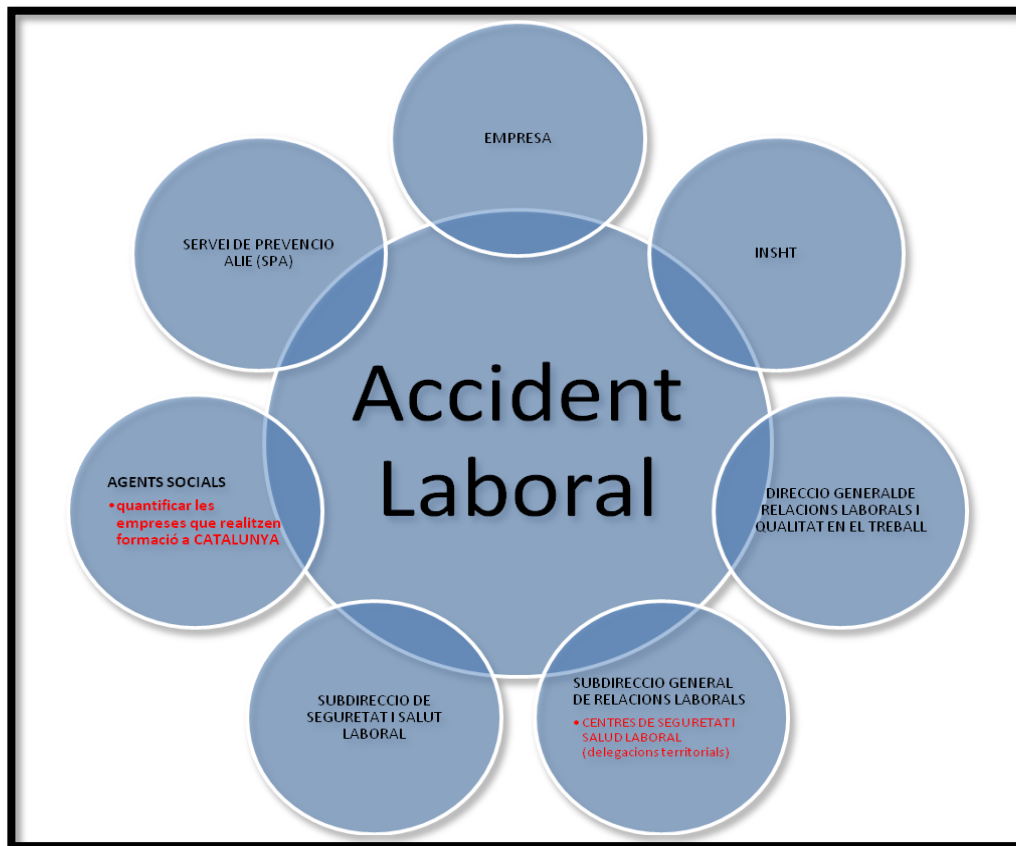 EMPRESA
SERVEI DE PREVENCIO
ALIE (SPA)
INSHT
Accident
Laboral
AGENTS SOCIALS
•quantificar les
empreses que realitzen
formació a CATALUNYA
DIRECCIO GENERALDE
RELACIONS LABORALS I
QUALITAT EN EL TREBALL
SUBDIRECCIO DE
SEGURETAT I SALUT
LABORAL
SUBDIRECCIO GENERAL
DE RELACIONS LABORALS
•CENTRES DE SEGURETAT I
SALUD LABORAL
(delegacions territorials)